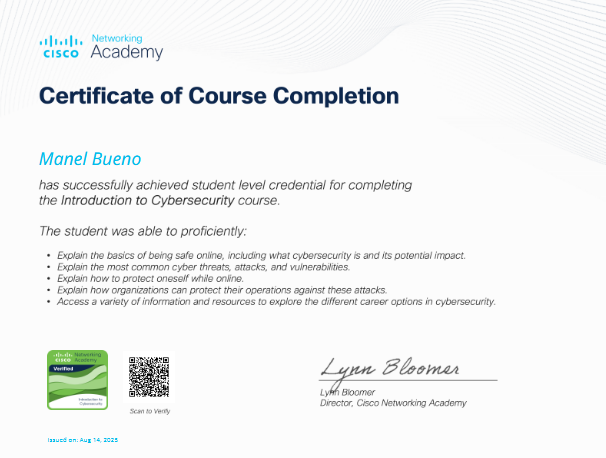 Networking
CISCO Academy
Certificate of Course Completion
Manel Bueno
has successfully achieved student level credential for completing
the Introduction to Cybersecurity course.
The student was able to proficiently:
• Explain the basics of being safe online, including what cybersecurity is and its potential impact.
• Explain the most common cyber threats, attacks, and vulnerabilities.
• Explain how to protect oneself while online.
• Explain how organizations can protect their operations against these attacks.
• Access a variety of information and resources to explore the different career options in cybersecurity.
Networking
CISCO Academy
Verified
Introduction to
Cybersecurity
Scan to Verify
Lynn Bloomer
Lynn Bloomer
Director, Cisco Networking Academy
Issued on: Aug 14, 2025